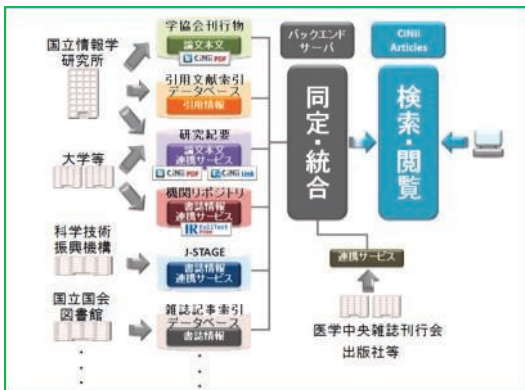 国立情報学
研究所
大学等
科学技術
振興機構
国立国会
図書館
学協会刊行物
論文本文
CiNii PDF
引用文献索引
データベース
引用情報
研究紀要
論文本文
連携サービス
CiNii PDF
CiNii Link
機関リポジトリ
書誌情報
連携サービス
IR FullText
J-STAGE
書誌情報
連携サービス
雑誌記事索引
データベース
書誌情報
バックエンド
サーバ
同定・統合
CiNii
Articles
検索・閲覧
連携サービス
医学中央雑誌刊行会
出版社等